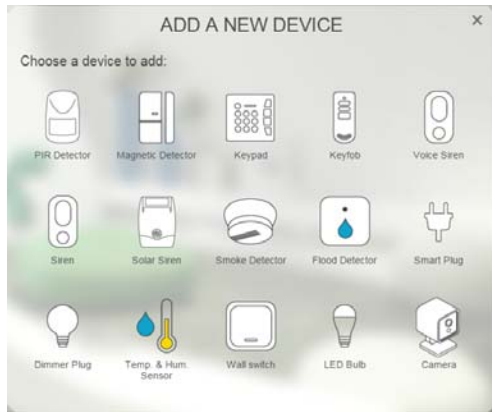 ADD A NEW DEVICE
x
Choose a device to add:
PIR Detector
Magnetic Detector
Keypad
Keyfob
Voice Siren
Siren
Solar Siren
Smoke Detector
Flood Detector
Smart Plug
Dimmer Plug
Temp. & Hum.
Sensor
Wall switch
LED Bulb
Camera